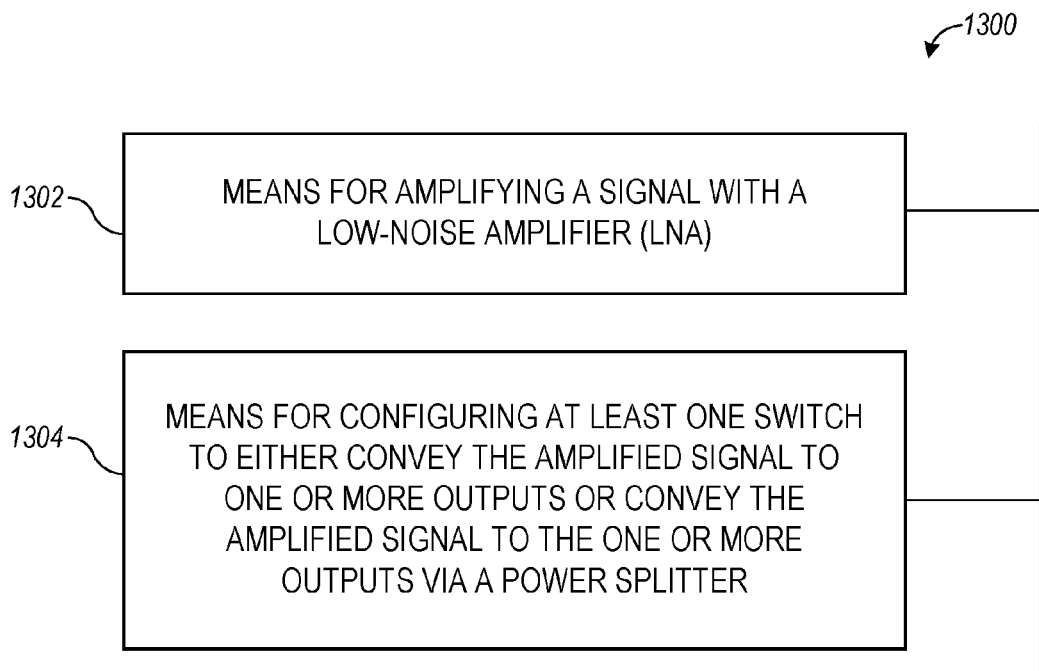 1300
1302
MEANS FOR AMPLIFYING A SIGNAL WITH A
LOW-NOISE AMPLIFIER (LNA)
1304
MEANS FOR CONFIGURING AT LEAST ONE SWITCH
TO EITHER CONVEY THE AMPLIFIED SIGNAL TO
ONE OR MORE OUTPUTS OR CONVEY THE
AMPLIFIED SIGNAL TO THE ONE OR MORE
OUTPUTS VIA A POWER SPLITTER